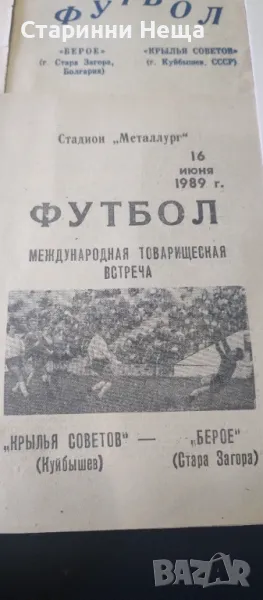 Старинни Неща
ФУТБОЛ
«БЕРОЕ»
(г. Стара Загора,
Болгария)
«КРЫЛЬЯ СОВЕТОВ»
(г. Куйбышев, СССР)
Стадион „Металлург"
16
июня
1989 г.
ФУТБОЛ
МЕЖДУНАРОДНАЯ ТОВАРИЩЕСКАЯ
ВСТРЕЧА
„КРЫЛЬЯ СОВЕТОВ" — „БЕРОЕ"
(Куйбышев) (Стара Загора)
BAZAR